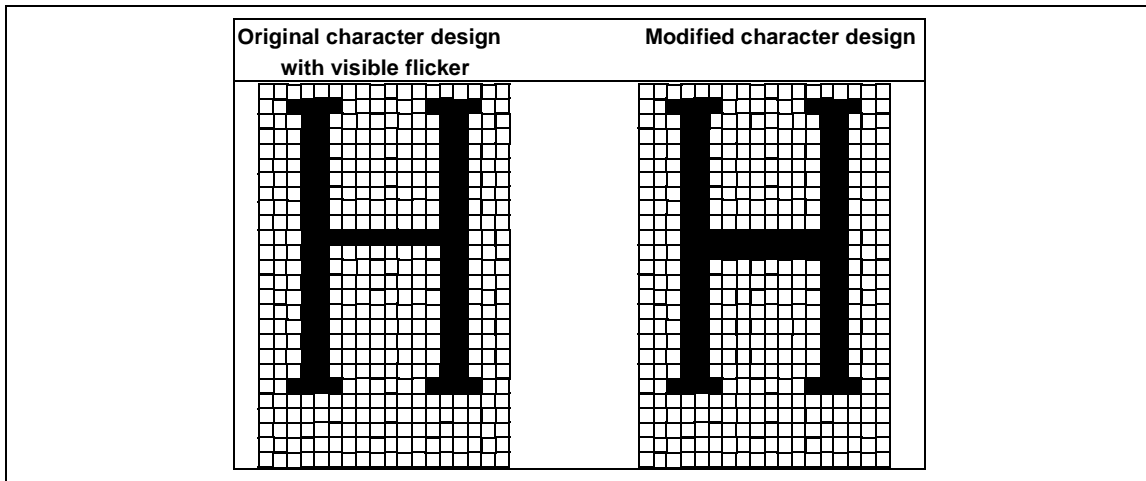 Original character design
with visible flicker
Modified character design
H
H